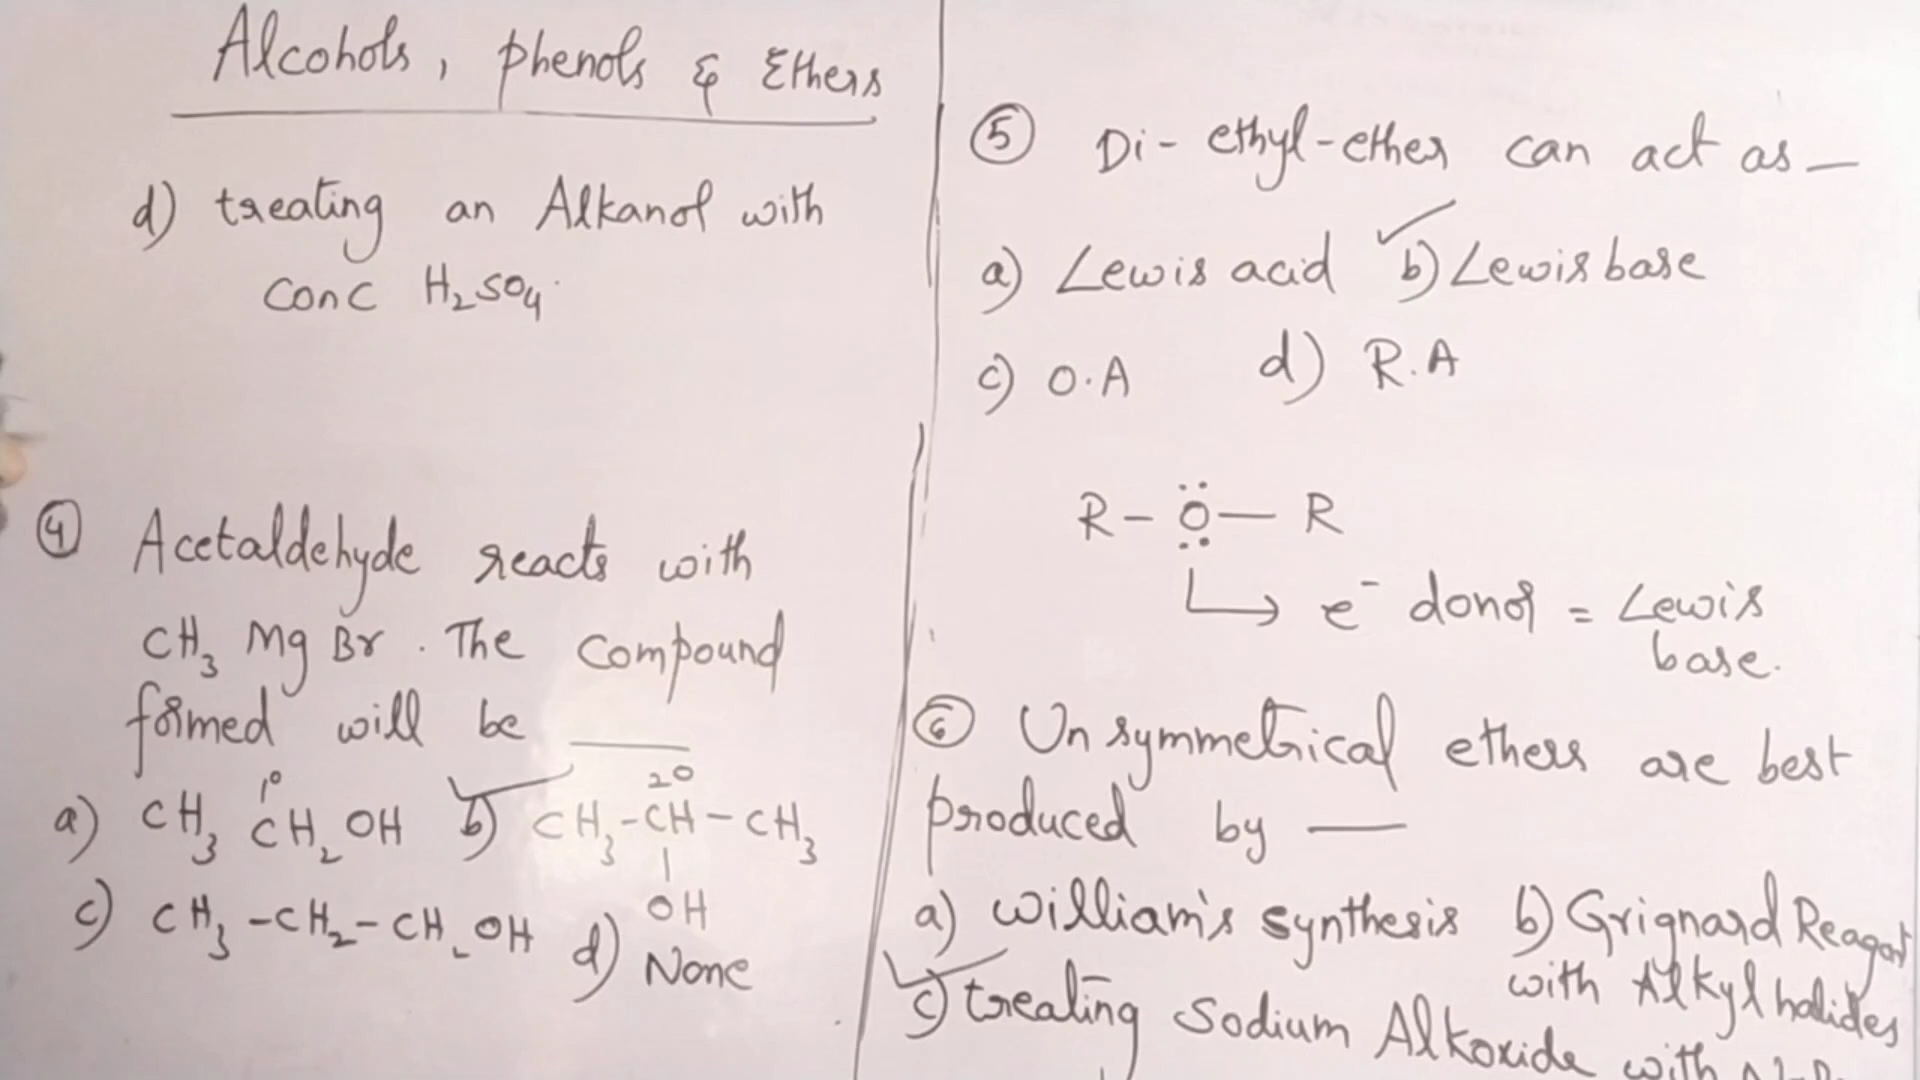 Alcohols, phenols & Ethers
d) treating an Alkanol with
conc H₂SO₄.
④ Acetaldehyde reacts with
CH₃ Mg Br. The compound
formed will be ____
1° 2°
a) CH₃ CH₂ OH b) CH₃-CH-CH₃
OH
c) CH₃-CH₂-CH₂OH d) None
⑤ Di-ethyl-ether can act as —
a) Lewis acid b) Lewis base
c) O.A d) R.A
R-O-R
↳ e⁻ donor = Lewis
base.
⑥ Unsymmetrical ethers are best
produced by —
a) william's synthesis b) Grignard Reagent
with Alkyl halides
c) treating Sodium Alkoxide with